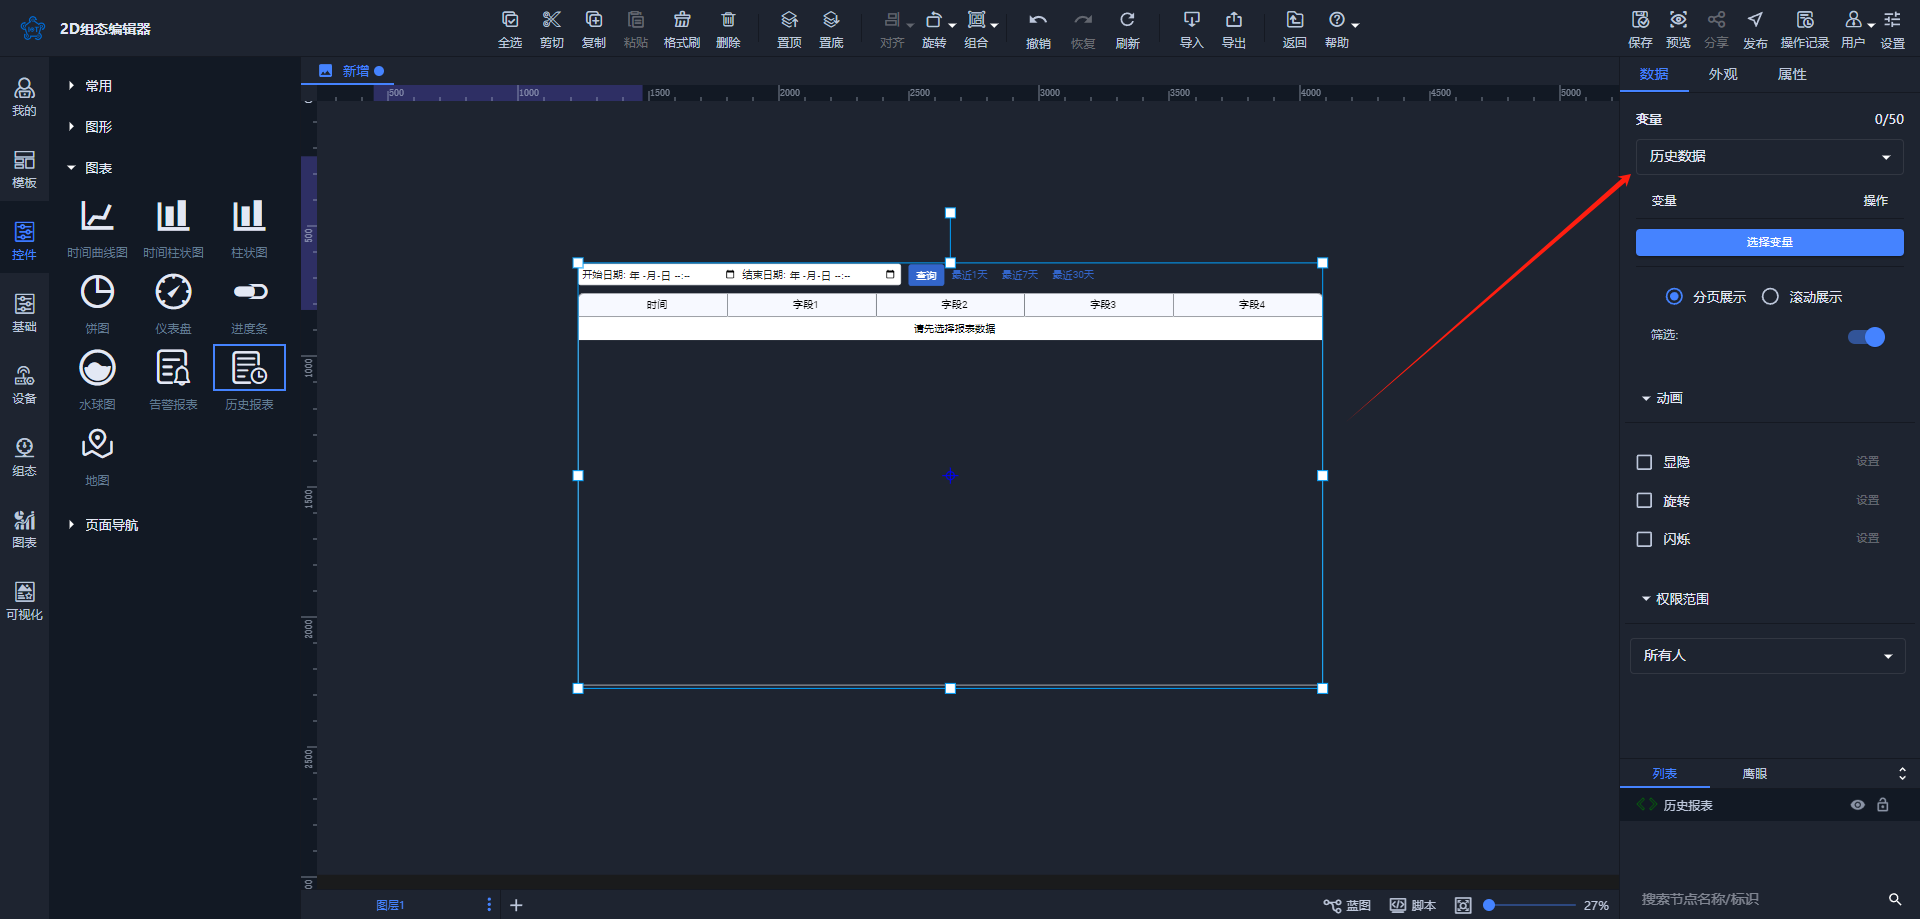 2D组态编辑器
全选 剪切 复制 粘贴 格式刷 删除 置顶 置底 对齐 旋转 组合 撤销 恢复 刷新 导入 导出 返回 帮助 保存 预览 分享 发布 操作记录 用户 设置
我的
模板
控件
基础
设备
组态
图表
可视化
常用
图形
图表
时间曲线图 时间柱状图 柱状图
饼图 仪表盘 进度条
水球图 告警报表 历史报表
地图
页面导航
新增
500 1000 1500 2000 2500 3000 3500 4000 4500 5000
500
1000
1500
2000
2500
开始日期: 年 -月-日 --:-- 结束日期: 年 -月-日 --:-- 查询 最近1天 最近7天 最近30天
时间 字段1 字段2 字段3 字段4
请先选择报表数据
图层1
蓝图 脚本 27%
数据 外观 属性
变量 0/50
历史数据
变量 操作
选择变量
分页展示 滚动展示
筛选:
动画
显隐 设置
旋转 设置
闪烁 设置
权限范围
所有人
列表 鹰眼
历史报表
搜索节点名称/标识